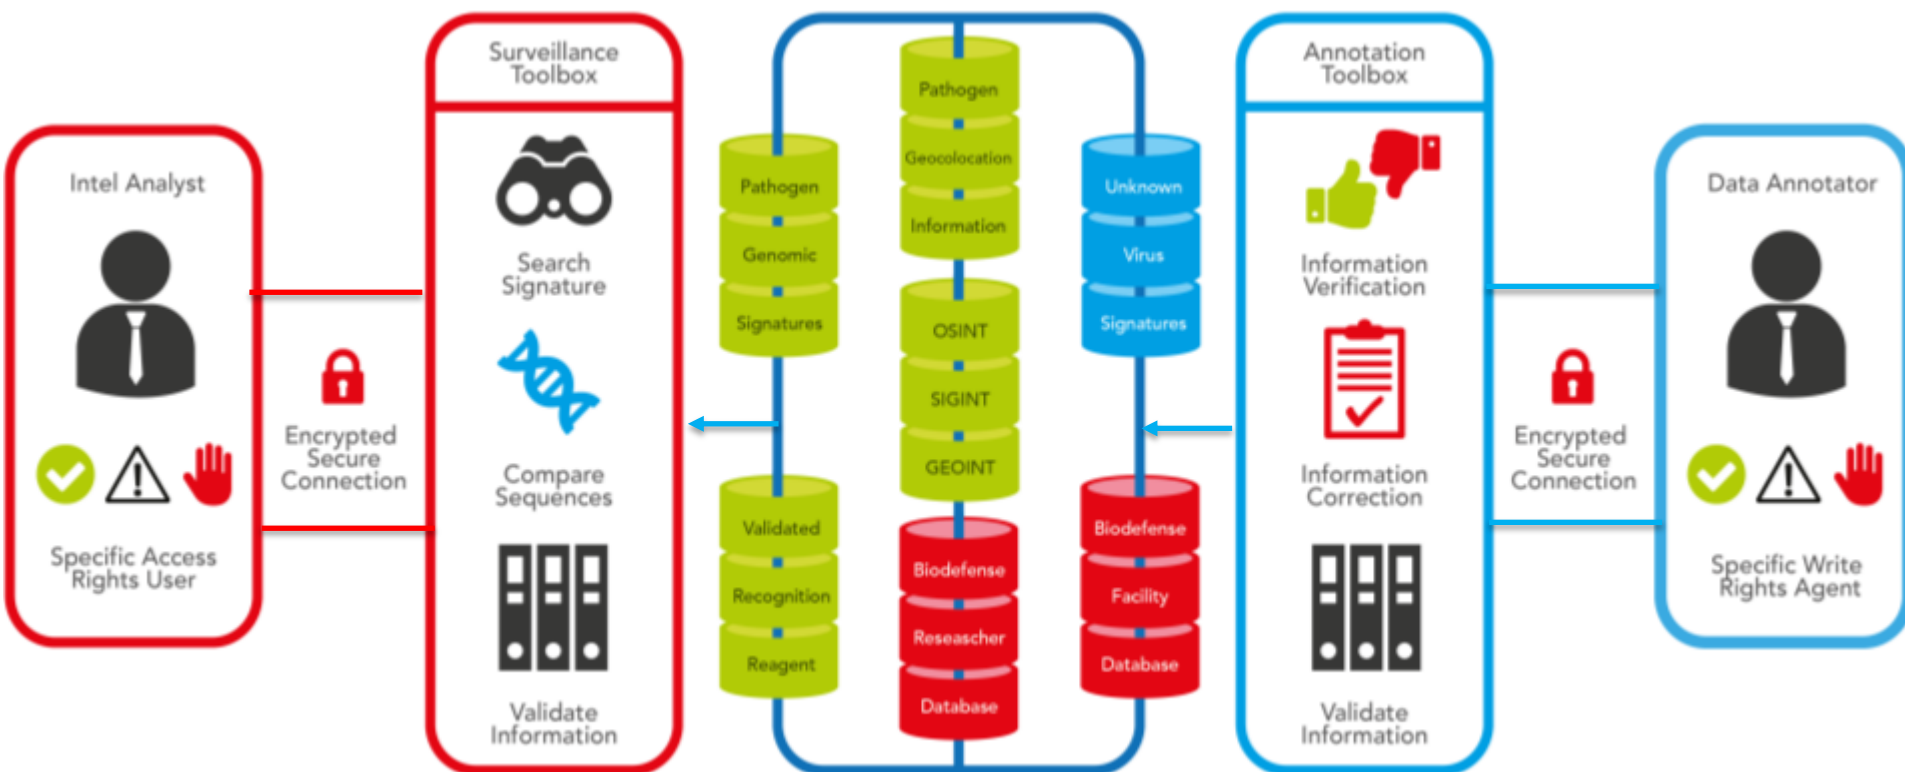 Intel Analyst
Specific Access
Rights User
Encrypted
Secure
Connection
Surveillance
Toolbox
Search
Signature
Compare
Sequences
Validate
Information
Pathogen
Genomic
Signatures
Validated
Recognition
Reagent
Pathogen
Geocolocation
Information
OSINT
SIGINT
GEOINT
Biodefense
Reseascher
Database
Unknown
Virus
Signatures
Biodefense
Facility
Database
Annotation
Toolbox
Information
Verification
Information
Correction
Validate
Information
Encrypted
Secure
Connection
Data Annotator
Specific Write
Rights Agent